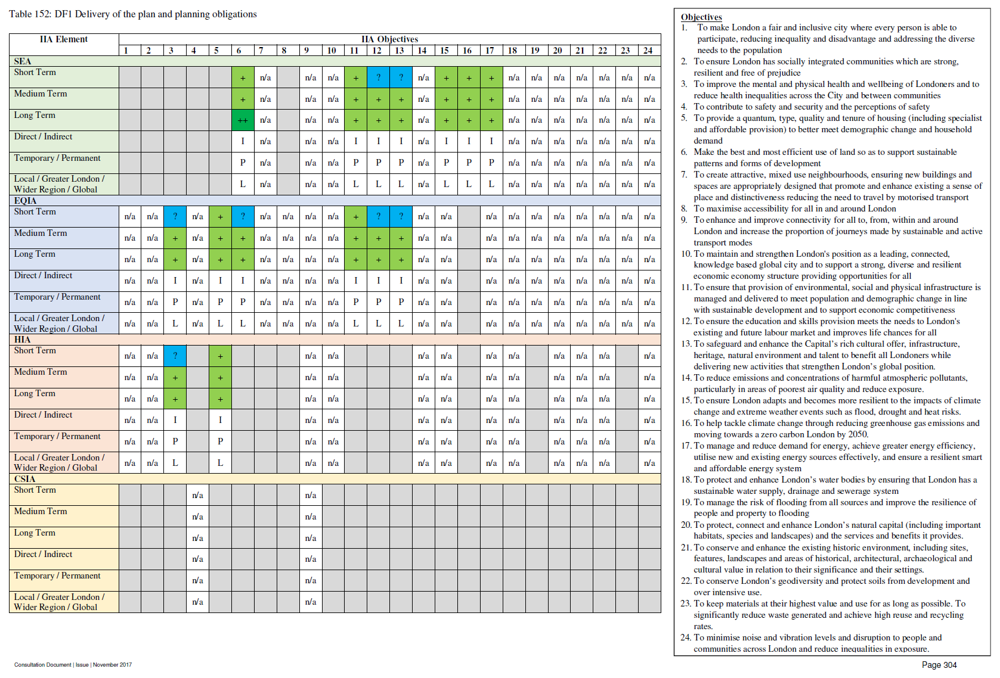 Table 152: DF1 Delivery of the plan and planning obligations
IIA Element IIA Objectives
1 2 3 4 5 6 7 8 9 10 11 12 13 14 15 16 17 18 19 20 21 22 23 24
SEA
Short Term + n/a n/a n/a + ? ? n/a + + + n/a n/a n/a n/a n/a n/a n/a
Medium Term + n/a n/a n/a + + + n/a + + + n/a n/a n/a n/a n/a n/a n/a
Long Term ++ n/a n/a n/a + + + n/a + + + n/a n/a n/a n/a n/a n/a n/a
Direct / Indirect I n/a n/a n/a I I I n/a I I I n/a n/a n/a n/a n/a n/a n/a
Temporary / Permanent P n/a n/a n/a P P P n/a P P P n/a n/a n/a n/a n/a n/a n/a
Local / Greater London /
Wider Region / Global L n/a n/a n/a L L L n/a L L L n/a n/a n/a n/a n/a n/a n/a
EQIA
Short Term n/a n/a ? n/a + ? n/a n/a n/a n/a + ? ? n/a n/a n/a n/a n/a n/a n/a n/a n/a n/a
Medium Term n/a n/a + n/a + + n/a n/a n/a n/a + + + n/a n/a n/a n/a n/a n/a n/a n/a n/a n/a
Long Term n/a n/a + n/a + + n/a n/a n/a n/a + + + n/a n/a n/a n/a n/a n/a n/a n/a n/a n/a
Direct / Indirect n/a n/a I n/a I I n/a n/a n/a n/a I I I n/a n/a n/a n/a n/a n/a n/a n/a n/a n/a
Temporary / Permanent n/a n/a P n/a P P n/a n/a n/a n/a P P P n/a n/a n/a n/a n/a n/a n/a n/a n/a n/a
Local / Greater London /
Wider Region / Global n/a n/a L n/a L L n/a n/a n/a n/a L L L n/a n/a n/a n/a n/a n/a n/a n/a n/a n/a
HIA
Short Term n/a n/a ? + n/a n/a n/a n/a n/a n/a n/a n/a n/a n/a
Medium Term n/a n/a + + n/a n/a n/a n/a n/a n/a n/a n/a n/a n/a
Long Term n/a n/a + + n/a n/a n/a n/a n/a n/a n/a n/a n/a n/a
Direct / Indirect n/a n/a I I n/a n/a n/a n/a n/a n/a n/a n/a n/a n/a
Temporary / Permanent n/a n/a P P n/a n/a n/a n/a n/a n/a n/a n/a n/a n/a
Local / Greater London /
Wider Region / Global n/a n/a L L n/a n/a n/a n/a n/a n/a n/a n/a n/a n/a
CSIA
Short Term n/a n/a
Medium Term n/a n/a
Long Term n/a n/a
Direct / Indirect n/a n/a
Temporary / Permanent n/a n/a
Local / Greater London /
Wider Region / Global n/a n/a
Objectives
1. To make London a fair and inclusive city where every person is able to
participate, reducing inequality and disadvantage and addressing the diverse
needs to the population
2. To ensure London has socially integrated communities which are strong,
resilient and free of prejudice
3. To improve the mental and physical health and wellbeing of Londoners and to
reduce health inequalities across the City and between communities
4. To contribute to safety and security and the perceptions of safety
5. To provide a quantum, type, quality and tenure of housing (including specialist
and affordable provision) to better meet demographic change and household
demand
6. Make the best and most efficient use of land so as to support sustainable
patterns and forms of development
7. To create attractive, mixed use neighbourhoods, ensuring new buildings and
spaces are appropriately designed that promote and enhance existing a sense of
place and distinctiveness reducing the need to travel by motorised transport
8. To maximise accessibility for all in and around London
9. To enhance and improve connectivity for all to, from, within and around
London and increase the proportion of journeys made by sustainable and active
transport modes
10. To maintain and strengthen London's position as a leading, connected,
knowledge based global city and to support a strong, diverse and resilient
economic economy structure providing opportunities for all
11. To ensure that provision of environmental, social and physical infrastructure is
managed and delivered to meet population and demographic change in line
with sustainable development and to support economic competitiveness
12. To ensure the education and skills provision meets the needs to London's
existing and future labour market and improves life chances for all
13. To safeguard and enhance the Capital's rich cultural offer, infrastructure,
heritage, natural environment and talent to benefit all Londoners while
delivering new activities that strengthen London's global position.
14. To reduce emissions and concentrations of harmful atmospheric pollutants,
particularly in areas of poorest air quality and reduce exposure.
15. To ensure London adapts and becomes more resilient to the impacts of climate
change and extreme weather events such as flood, drought and heat risks.
16. To help tackle climate change through reducing greenhouse gas emissions and
moving towards a zero carbon London by 2050.
17. To manage and reduce demand for energy, achieve greater energy efficiency,
utilise new and existing energy sources effectively, and ensure a resilient smart
and affordable energy system
18. To protect and enhance London's water bodies by ensuring that London has a
sustainable water supply, drainage and sewerage system
19. To manage the risk of flooding from all sources and improve the resilience of
people and property to flooding
20. To protect, connect and enhance London's natural capital (including important
habitats, species and landscapes) and the services and benefits it provides.
21. To conserve and enhance the existing historic environment, including sites,
features, landscapes and areas of historical, architectural, archaeological and
cultural value in relation to their significance and their settings.
22. To conserve London's geodiversity and protect soils from development and
over intensive use.
23. To keep materials at their highest value and use for as long as possible. To
significantly reduce waste generated and achieve high reuse and recycling
rates.
24. To minimise noise and vibration levels and disruption to people and
communities across London and reduce inequalities in exposure.
Consultation Document | Issue | November 2017
Page 304